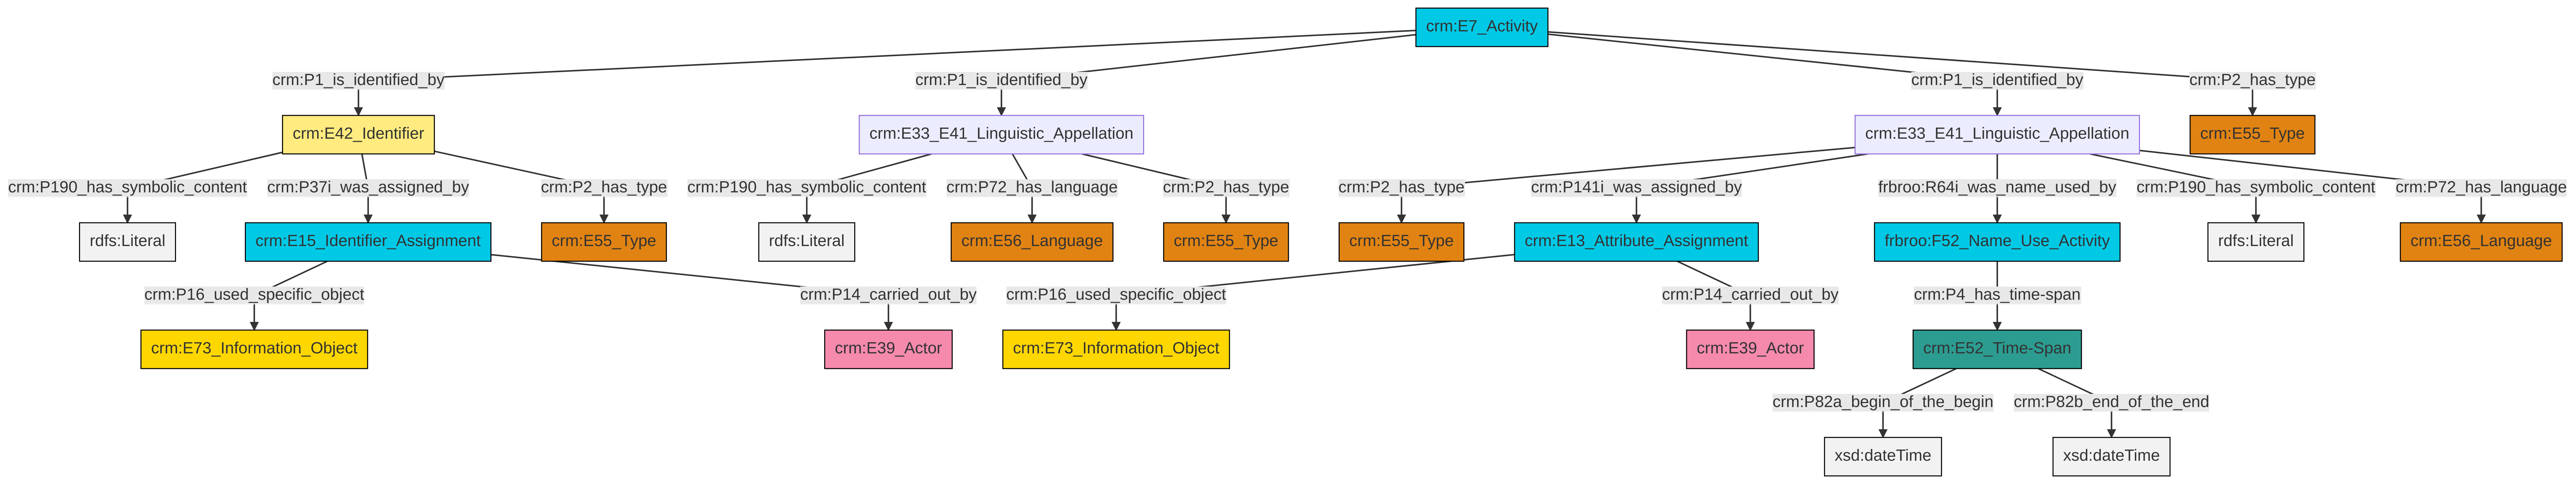 crm:E7_Activity
crm:P1_is_identified_by
crm:P1_is_identified_by
crm:P1_is_identified_by
crm:P2_has_type
crm:E42_Identifier
crm:E33_E41_Linguistic_Appellation
crm:E33_E41_Linguistic_Appellation
crm:E55_Type
crm:P190_has_symbolic_content
crm:P37i_was_assigned_by
crm:P2_has_type
crm:P190_has_symbolic_content
crm:P72_has_language
crm:P2_has_type
crm:P2_has_type
crm:P141i_was_assigned_by
frbroo:R64i_was_name_used_by
crm:P190_has_symbolic_content
crm:P72_has_language
rdfs:Literal
crm:E15_Identifier_Assignment
crm:E55_Type
rdfs:Literal
crm:E56_Language
crm:E55_Type
crm:E55_Type
crm:E13_Attribute_Assignment
frbroo:F52_Name_Use_Activity
rdfs:Literal
crm:E56_Language
crm:P16_used_specific_object
crm:P14_carried_out_by
crm:P16_used_specific_object
crm:P14_carried_out_by
crm:P4_has_time-span
crm:E73_Information_Object
crm:E39_Actor
crm:E73_Information_Object
crm:E39_Actor
crm:E52_Time-Span
crm:P82a_begin_of_the_begin
crm:P82b_end_of_the_end
xsd:dateTime
xsd:dateTime